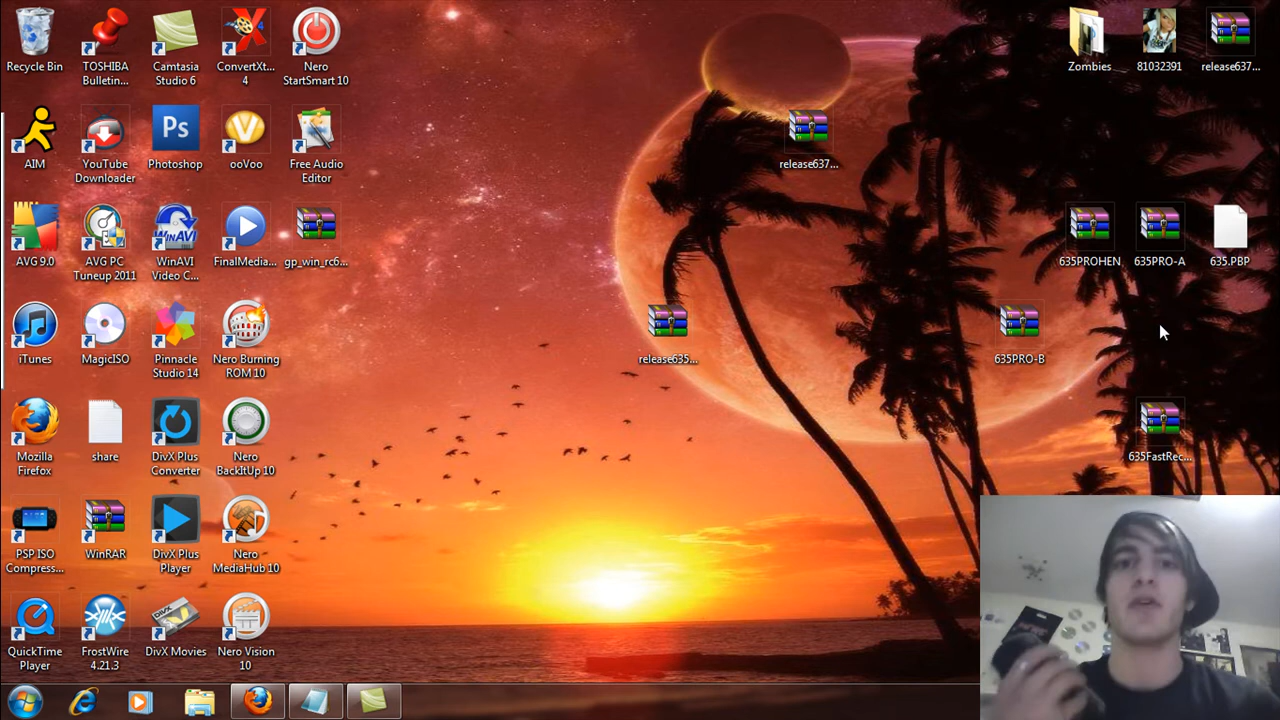 Recycle Bin
TOSHIBA
Bulletin...
Camtasia
Studio 6
ConvertXt...
4
Nero
StartSmart 10
Zombies
81032391
release637...
AIM
YouTube
Downloader
Ps
Photoshop
ooVoo
Free Audio
Editor
release637...
AVG 9.0
AVG PC
Tuneup 2011
WinAVI
WinAVI
Video C...
FinalMedia...
gp_win_rc6...
635PROHEN
635PRO-A
635.PBP
iTunes
MagicISO
Pinnacle
Studio 14
Nero Burning
ROM 10
release635...
635PRO-B
Mozilla
Firefox
share
DivX Plus
Converter
Nero
BackItUp 10
635FastRec...
PSP ISO
Compress...
WinRAR
DivX Plus
Player
Nero
MediaHub 10
QuickTime
Player
FrostWire
4.21.3
DivX Movies
Nero Vision
10